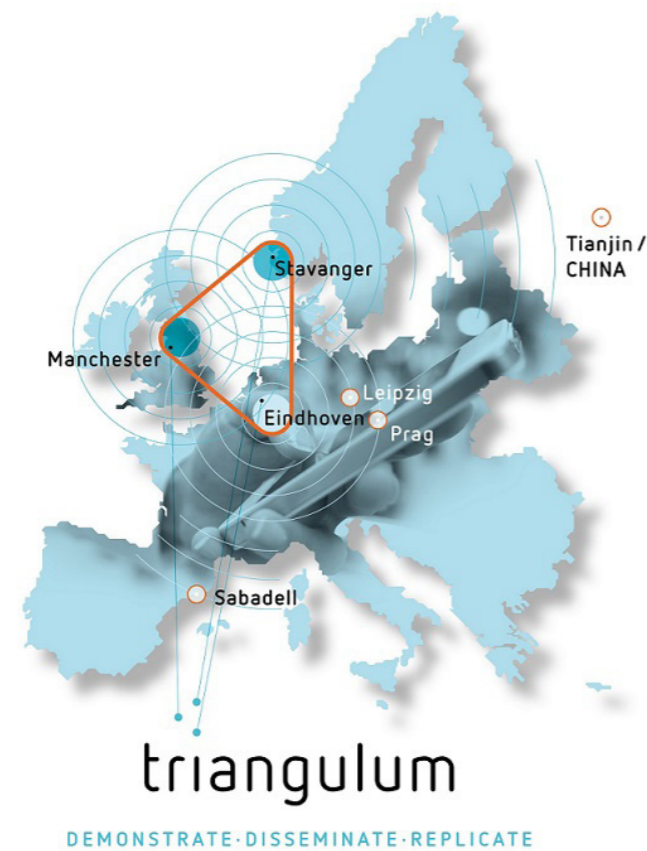 Stavanger
Tianjin /
CHINA
Manchester
Leipzig
Eindhoven
Prag
Sabadell
triangulum
DEMONSTRATE·DISSEMINATE·REPLICATE